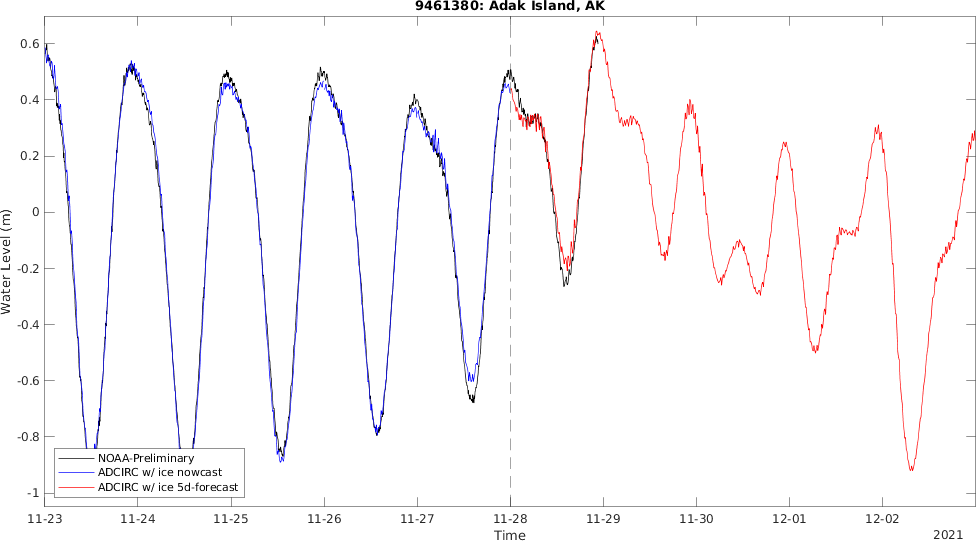 9461380: Adak Island, AK
Water Level (m)
0.6
0.4
0.2
0
-0.2
-0.4
-0.6
-0.8
-1
NOAA-Preliminary
ADCIRC w/ ice nowcast
ADCIRC w/ ice 5d-forecast
11-23 11-24 11-25 11-26 11-27 11-28 11-29 11-30 12-01 12-02
Time
2021